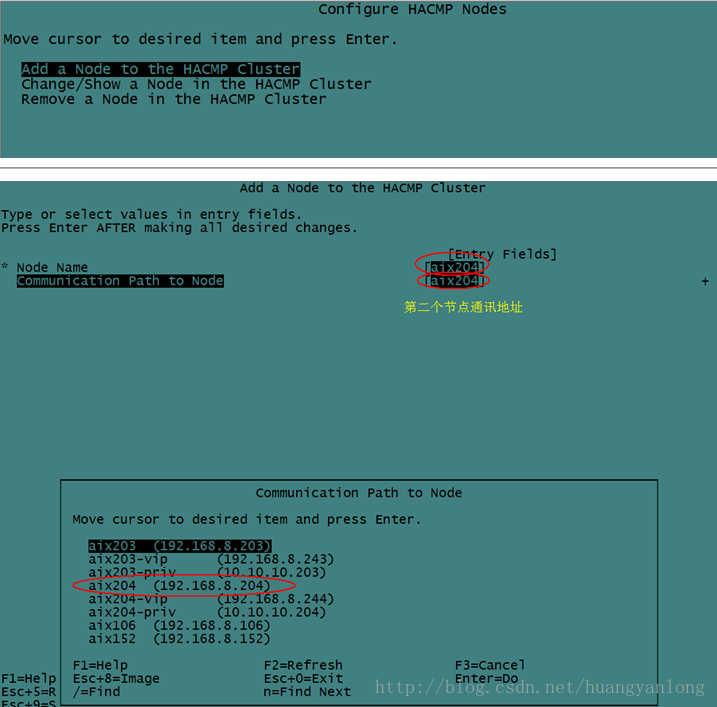 Configure HACMP Nodes
Move cursor to desired item and press Enter.
Add a Node to the HACMP Cluster
Change/Show a Node in the HACMP Cluster
Remove a Node in the HACMP Cluster
Add a Node to the HACMP Cluster
Type or select values in entry fields.
Press Enter AFTER making all desired changes.
[Entry Fields]
* Node Name [aix204]
Communication Path to Node [aix204] +
第二个节点通讯地址
Communication Path to Node
Move cursor to desired item and press Enter.
aix203 (192.168.8.203)
aix203-vip (192.168.8.243)
aix203-priv (10.10.10.203)
aix204 (192.168.8.204)
aix204-vip (192.168.8.244)
aix204-priv (10.10.10.204)
aix106 (192.168.8.106)
aix152 (192.168.8.152)
F1=Help F2=Refresh F3=Cancel
F1=Help Esc+8=Image Esc+0=Exit Enter=Do
Esc+5=R /=Find n=Find Next
Esc+9=S
http://blog.csdn.net/huangyanlong